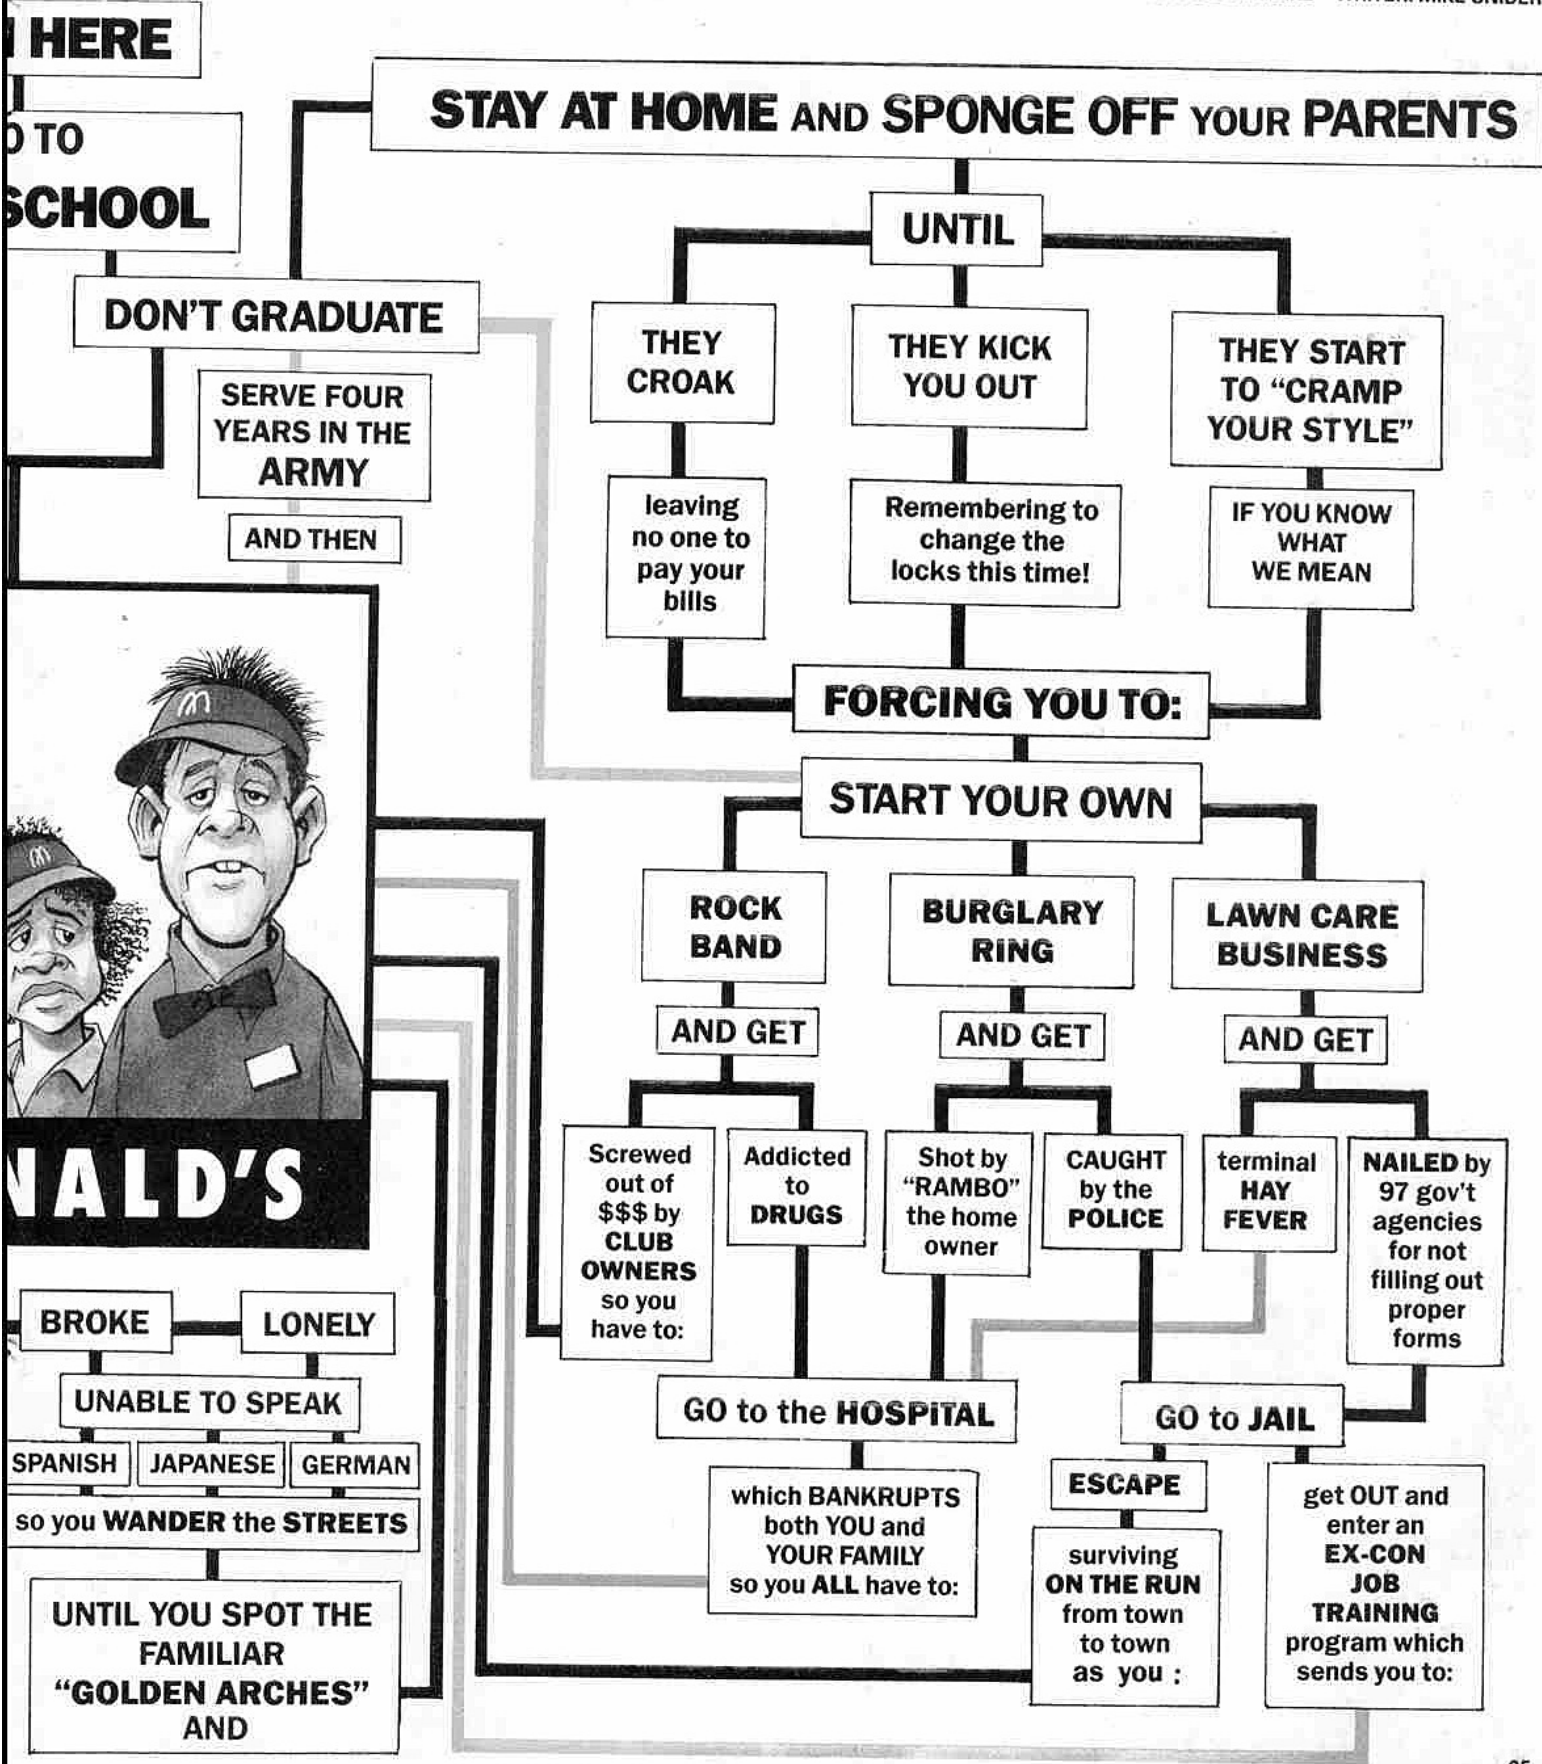 HERE
TO
SCHOOL
STAY AT HOME AND SPONGE OFF YOUR PARENTS
DON'T GRADUATE
SERVE FOUR
YEARS IN THE
ARMY
AND THEN
UNTIL
THEY
CROAK
THEY KICK
YOU OUT
THEY START
TO “CRAMP
YOUR STYLE”
leaving
no one to
pay your
bills
Remembering to
change the
locks this time!
IF YOU KNOW
WHAT
WE MEAN
FORCING YOU TO:
START YOUR OWN
ROCK
BAND
BURGLARY
RING
LAWN CARE
BUSINESS
AND GET
AND GET
AND GET
Screwed
out of
$$$ by
CLUB
OWNERS
so you
have to:
Addicted
to
DRUGS
Shot by
“RAMBO”
the home
owner
CAUGHT
by the
POLICE
terminal
HAY
FEVER
NAILED by
97 gov't
agencies
for not
filling out
proper
forms
GO to the HOSPITAL
GO to JAIL
which BANKRUPTS
both YOU and
YOUR FAMILY
so you ALL have to:
ESCAPE
surviving
ON THE RUN
from town
to town
as you :
get OUT and
enter an
EX-CON
JOB
TRAINING
program which
sends you to:
NALD'S
BROKE
LONELY
UNABLE TO SPEAK
SPANISH
JAPANESE
GERMAN
so you WANDER the STREETS
UNTIL YOU SPOT THE
FAMILIAR
“GOLDEN ARCHES”
AND